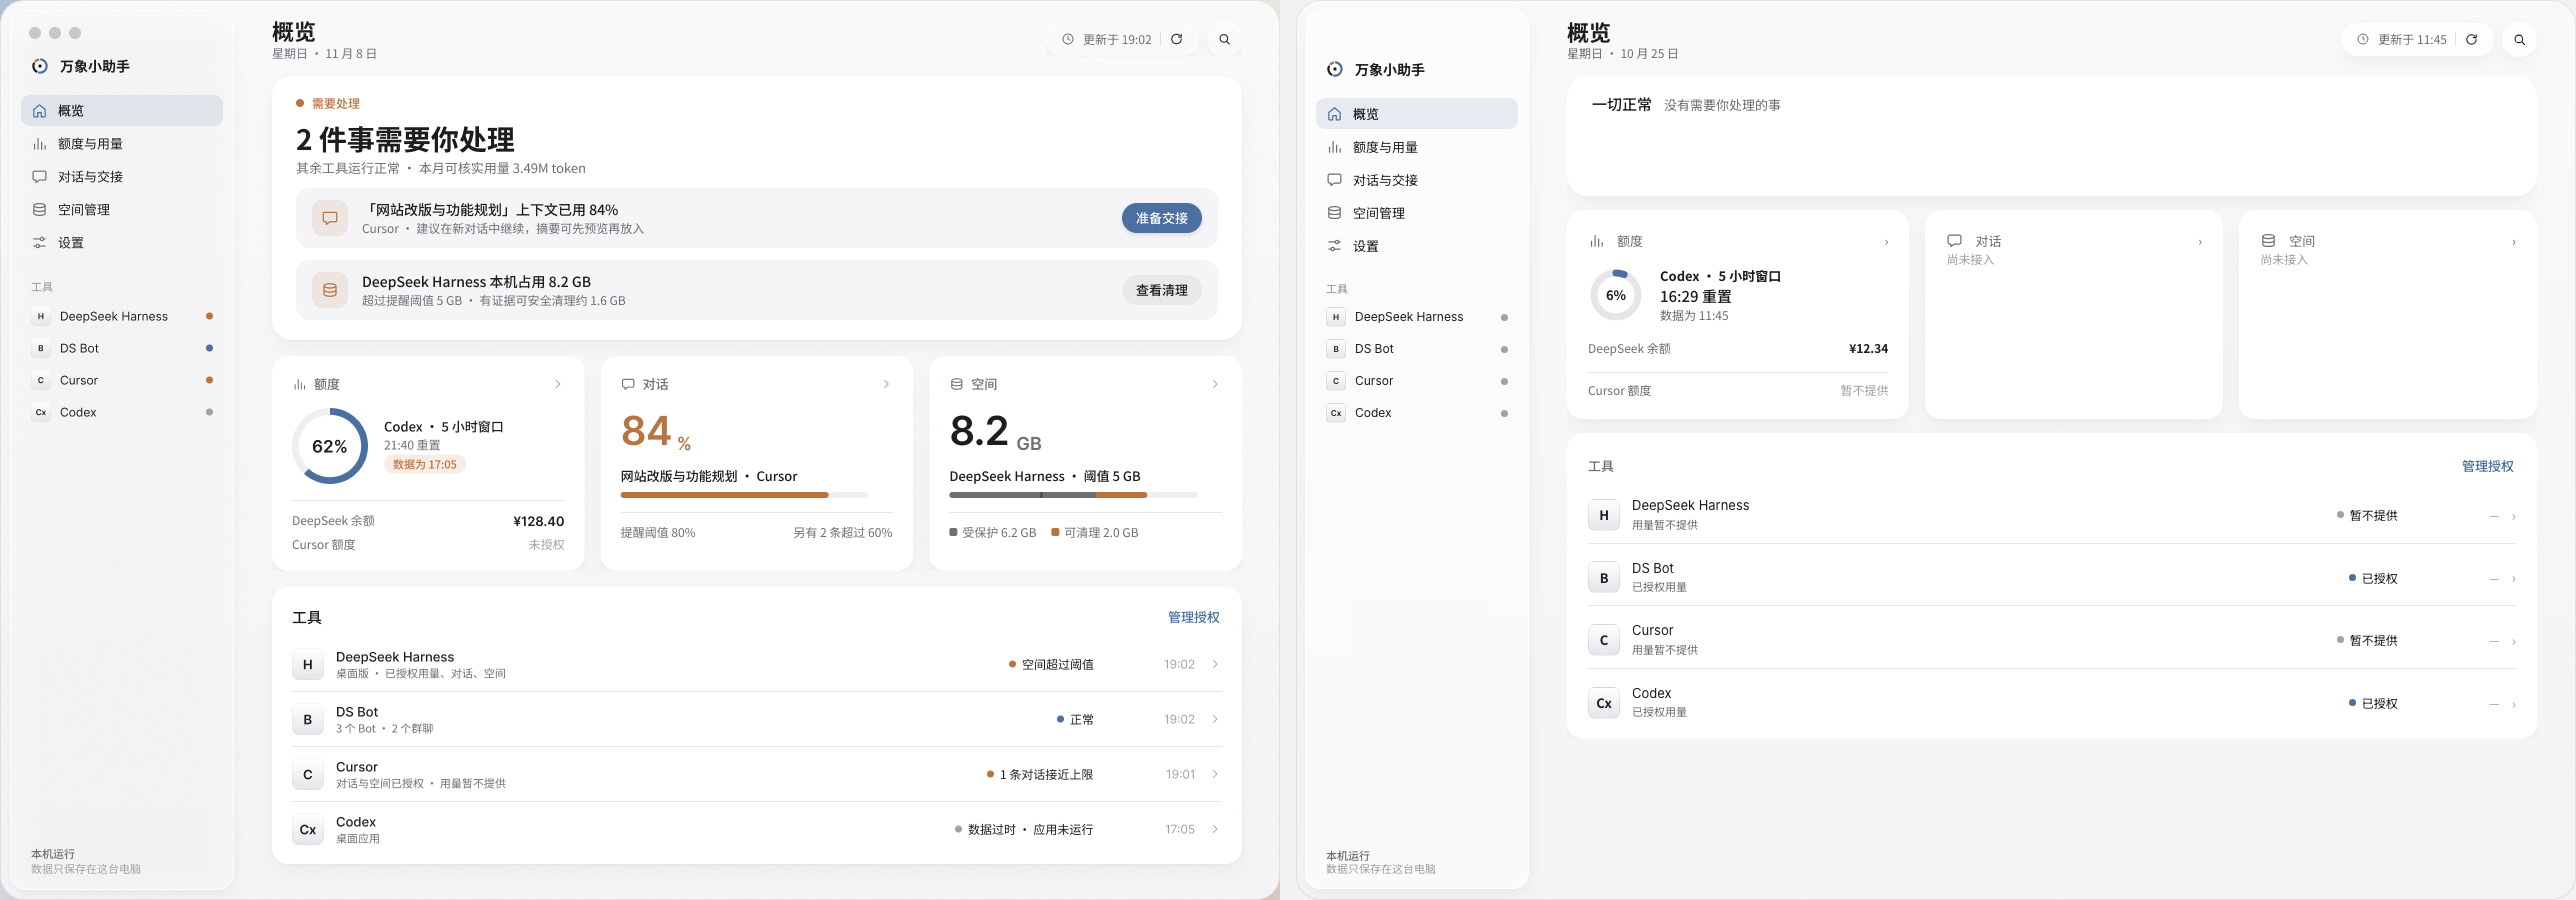 万象小助手
概览
额度与用量
对话与交接
空间管理
设置
工具
H DeepSeek Harness
B DS Bot
C Cursor
Cx Codex
本机运行
数据只保存在这台电脑
概览
星期日 · 11 月 8 日
更新于 19:02
需要处理
2 件事需要你处理
其余工具运行正常 · 本月可核实用量 3.49M token
「网站改版与功能规划」上下文已用 84%
Cursor · 建议在新对话中继续，摘要可先预览再放入
准备交接
DeepSeek Harness 本机占用 8.2 GB
超过提醒阈值 5 GB · 有证据可安全清理约 1.6 GB
查看清理
额度
62%
Codex · 5 小时窗口
21:40 重置
数据为 17:05
DeepSeek 余额 ¥128.40
Cursor 额度 未授权
对话
84 %
网站改版与功能规划 · Cursor
提醒阈值 80% 另有 2 条超过 60%
空间
8.2 GB
DeepSeek Harness · 阈值 5 GB
受保护 6.2 GB 可清理 2.0 GB
工具 管理授权
H DeepSeek Harness
桌面版 · 已授权用量、对话、空间
空间超过阈值 19:02
B DS Bot
3 个 Bot · 2 个群聊
正常 19:02
C Cursor
对话与空间已授权 · 用量暂不提供
1 条对话接近上限 19:01
Cx Codex
桌面应用
数据过时 · 应用未运行 17:05
万象小助手
概览
额度与用量
对话与交接
空间管理
设置
工具
H DeepSeek Harness
B DS Bot
C Cursor
Cx Codex
本机运行
数据只保存在这台电脑
概览
星期日 · 10 月 25 日
更新于 11:45
一切正常 没有需要你处理的事
额度
6%
Codex · 5 小时窗口
16:29 重置
数据为 11:45
DeepSeek 余额 ¥12.34
Cursor 额度 暂不提供
对话
尚未接入
空间
尚未接入
工具 管理授权
H DeepSeek Harness
用量暂不提供
暂不提供 —
B DS Bot
已授权用量
已授权 —
C Cursor
用量暂不提供
暂不提供 —
Cx Codex
已授权用量
已授权 —